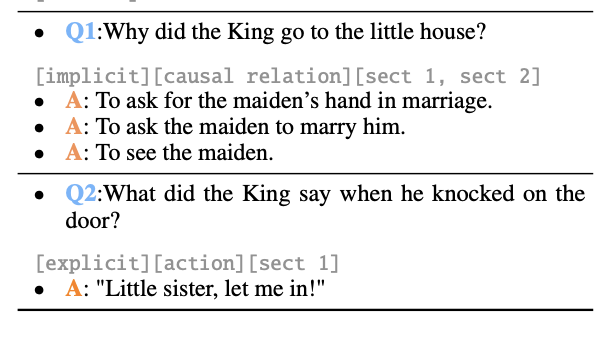 • Q1:Why did the King go to the little house?
[implicit][causal relation][sect 1, sect 2]
• A: To ask for the maiden’s hand in marriage.
• A: To ask the maiden to marry him.
• A: To see the maiden.
• Q2:What did the King say when he knocked on the
door?
[explicit][action][sect 1]
• A: "Little sister, let me in!"